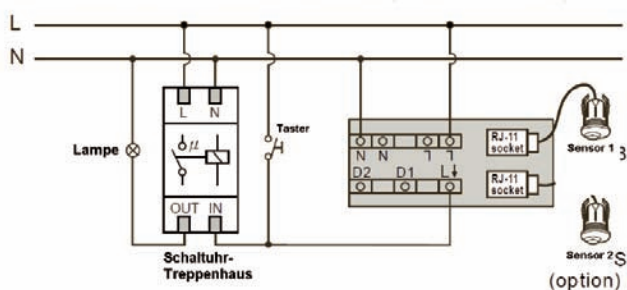 L
N
L N
μ
OUT IN
Lampe
Schaltuhr-
Treppenhaus
Taster
N N L L
D2 D1 L↓
RJ-11
socket
RJ-11
socket
Sensor 1
Sensor 2
(option)